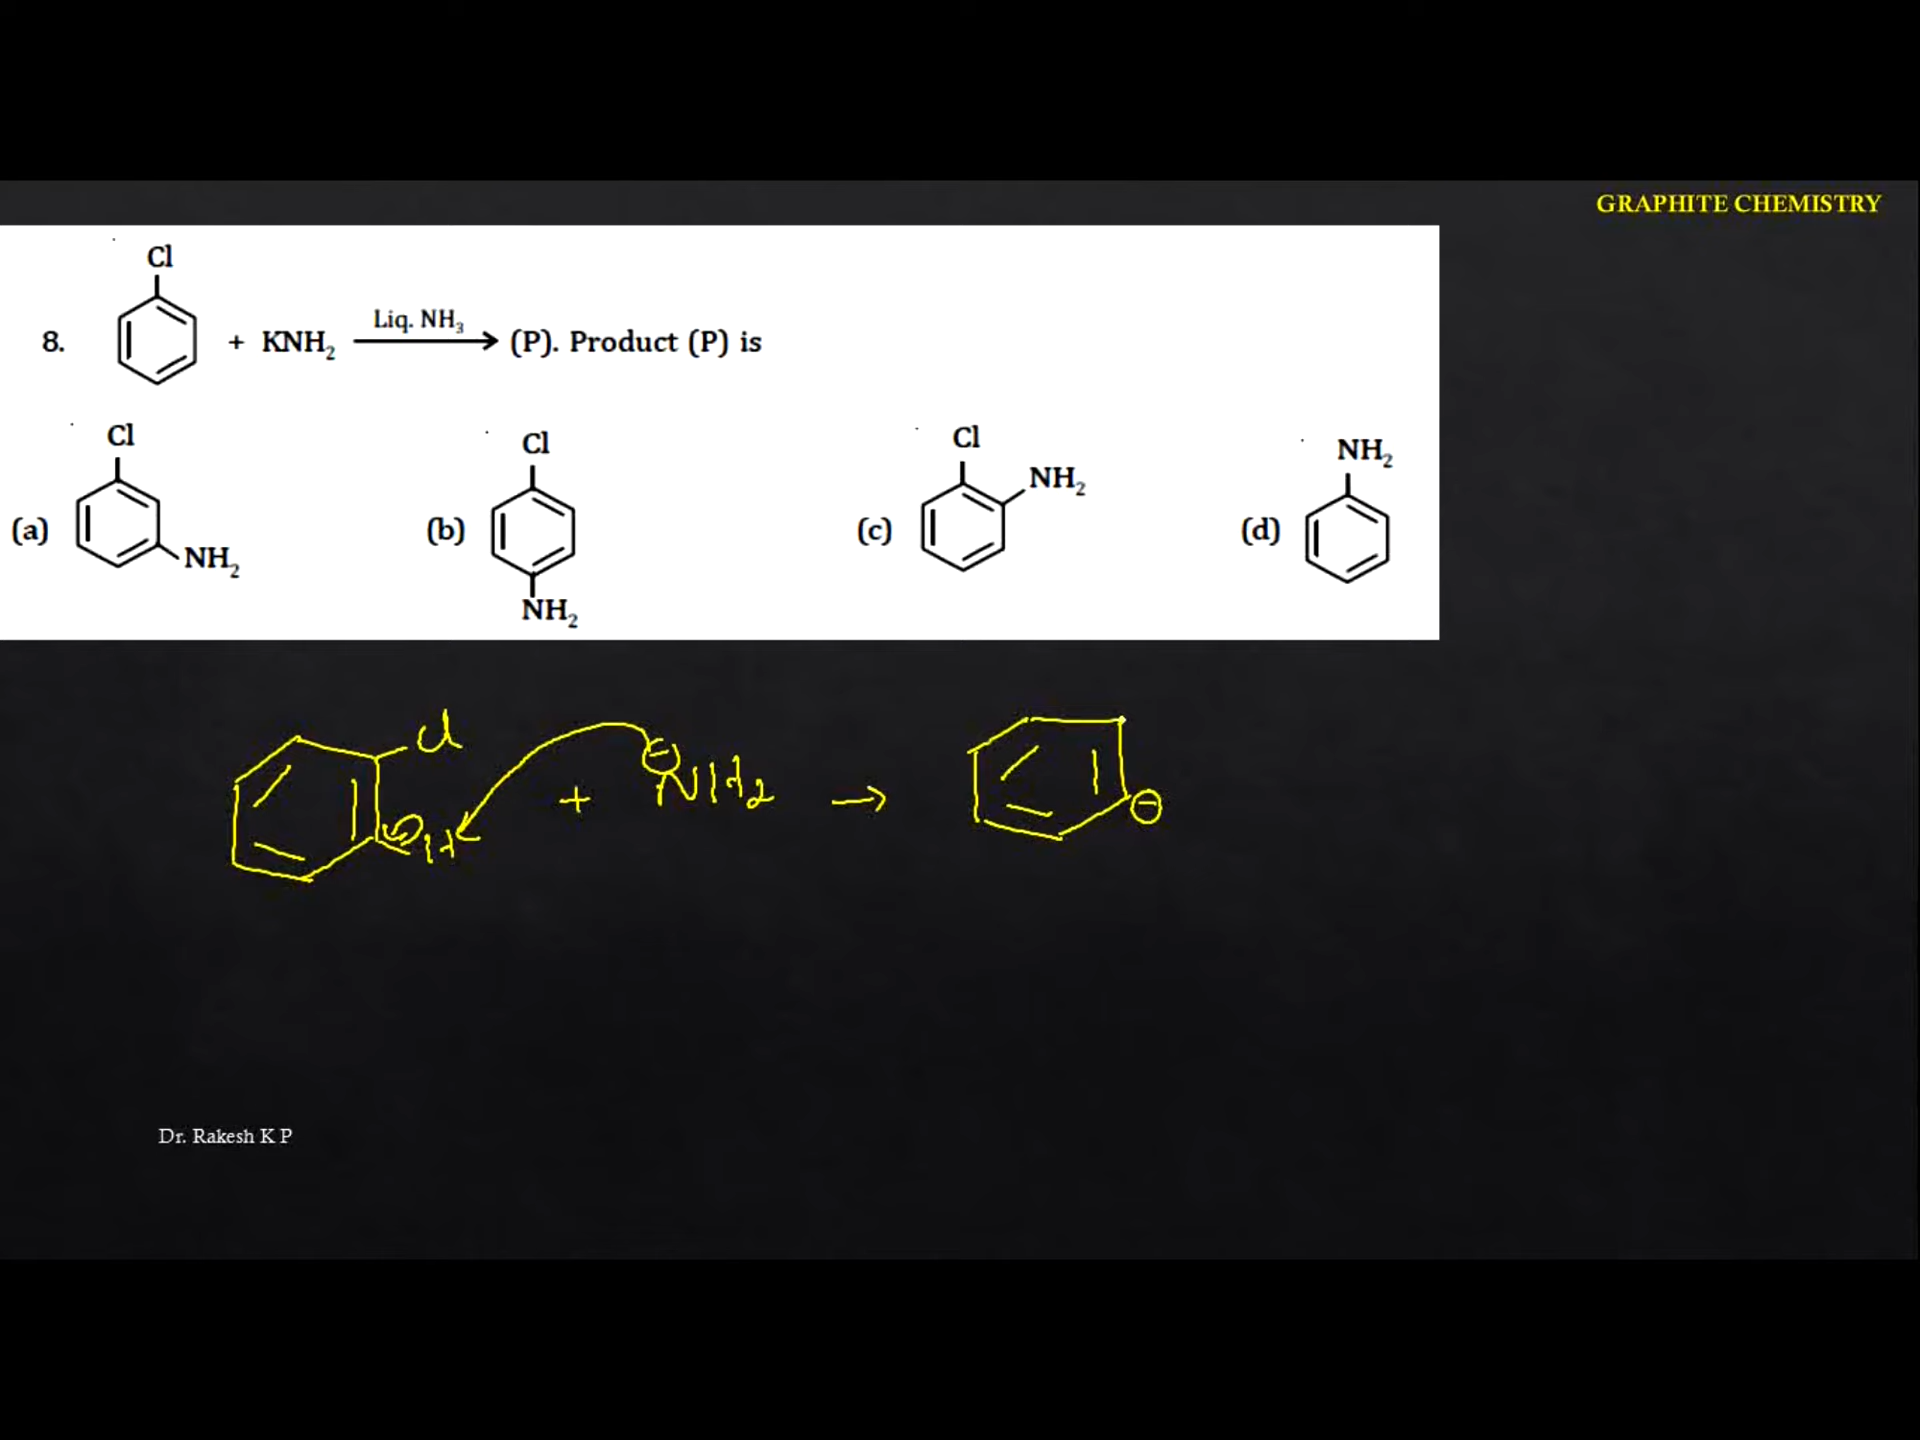 GRAPHITE CHEMISTRY
Cl
8. + KNH₂ Liq. NH₃ (P). Product (P) is
(a) Cl NH₂
(b) Cl NH₂
(c) Cl NH₂
(d) NH₂
Cl
H + ⊖NH₂ → ⊖
Dr. Rakesh K P